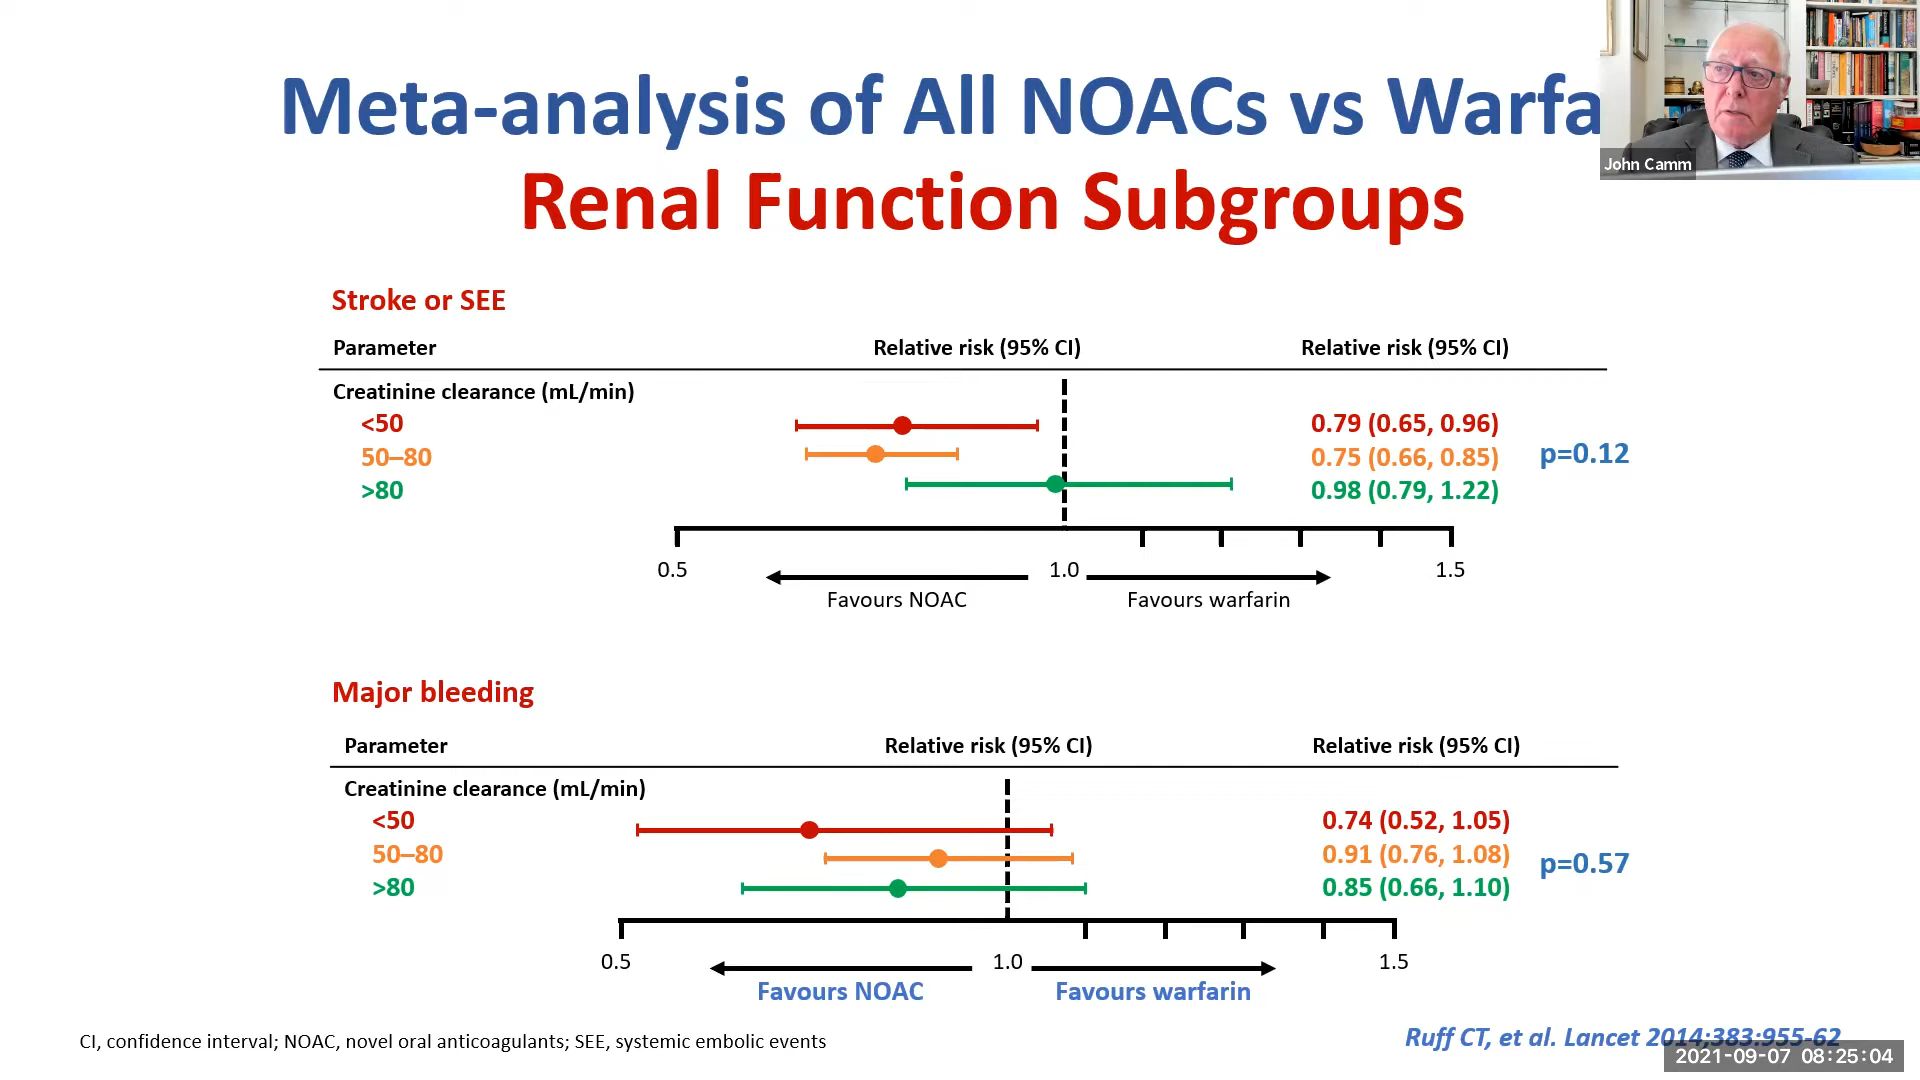 Meta-analysis of All NOACs vs Warfa
Renal Function Subgroups
John Camm
Stroke or SEE
Parameter Relative risk (95% CI) Relative risk (95% CI)
Creatinine clearance (mL/min)
<50 0.79 (0.65, 0.96)
50–80 0.75 (0.66, 0.85) p=0.12
>80 0.98 (0.79, 1.22)
0.5 1.0 1.5
Favours NOAC Favours warfarin
Major bleeding
Parameter Relative risk (95% CI) Relative risk (95% CI)
Creatinine clearance (mL/min)
<50 0.74 (0.52, 1.05)
50–80 0.91 (0.76, 1.08) p=0.57
>80 0.85 (0.66, 1.10)
0.5 1.0 1.5
Favours NOAC Favours warfarin
CI, confidence interval; NOAC, novel oral anticoagulants; SEE, systemic embolic events
Ruff CT, et al. Lancet 2014;383:955-62
2021-09-07 08:25:04